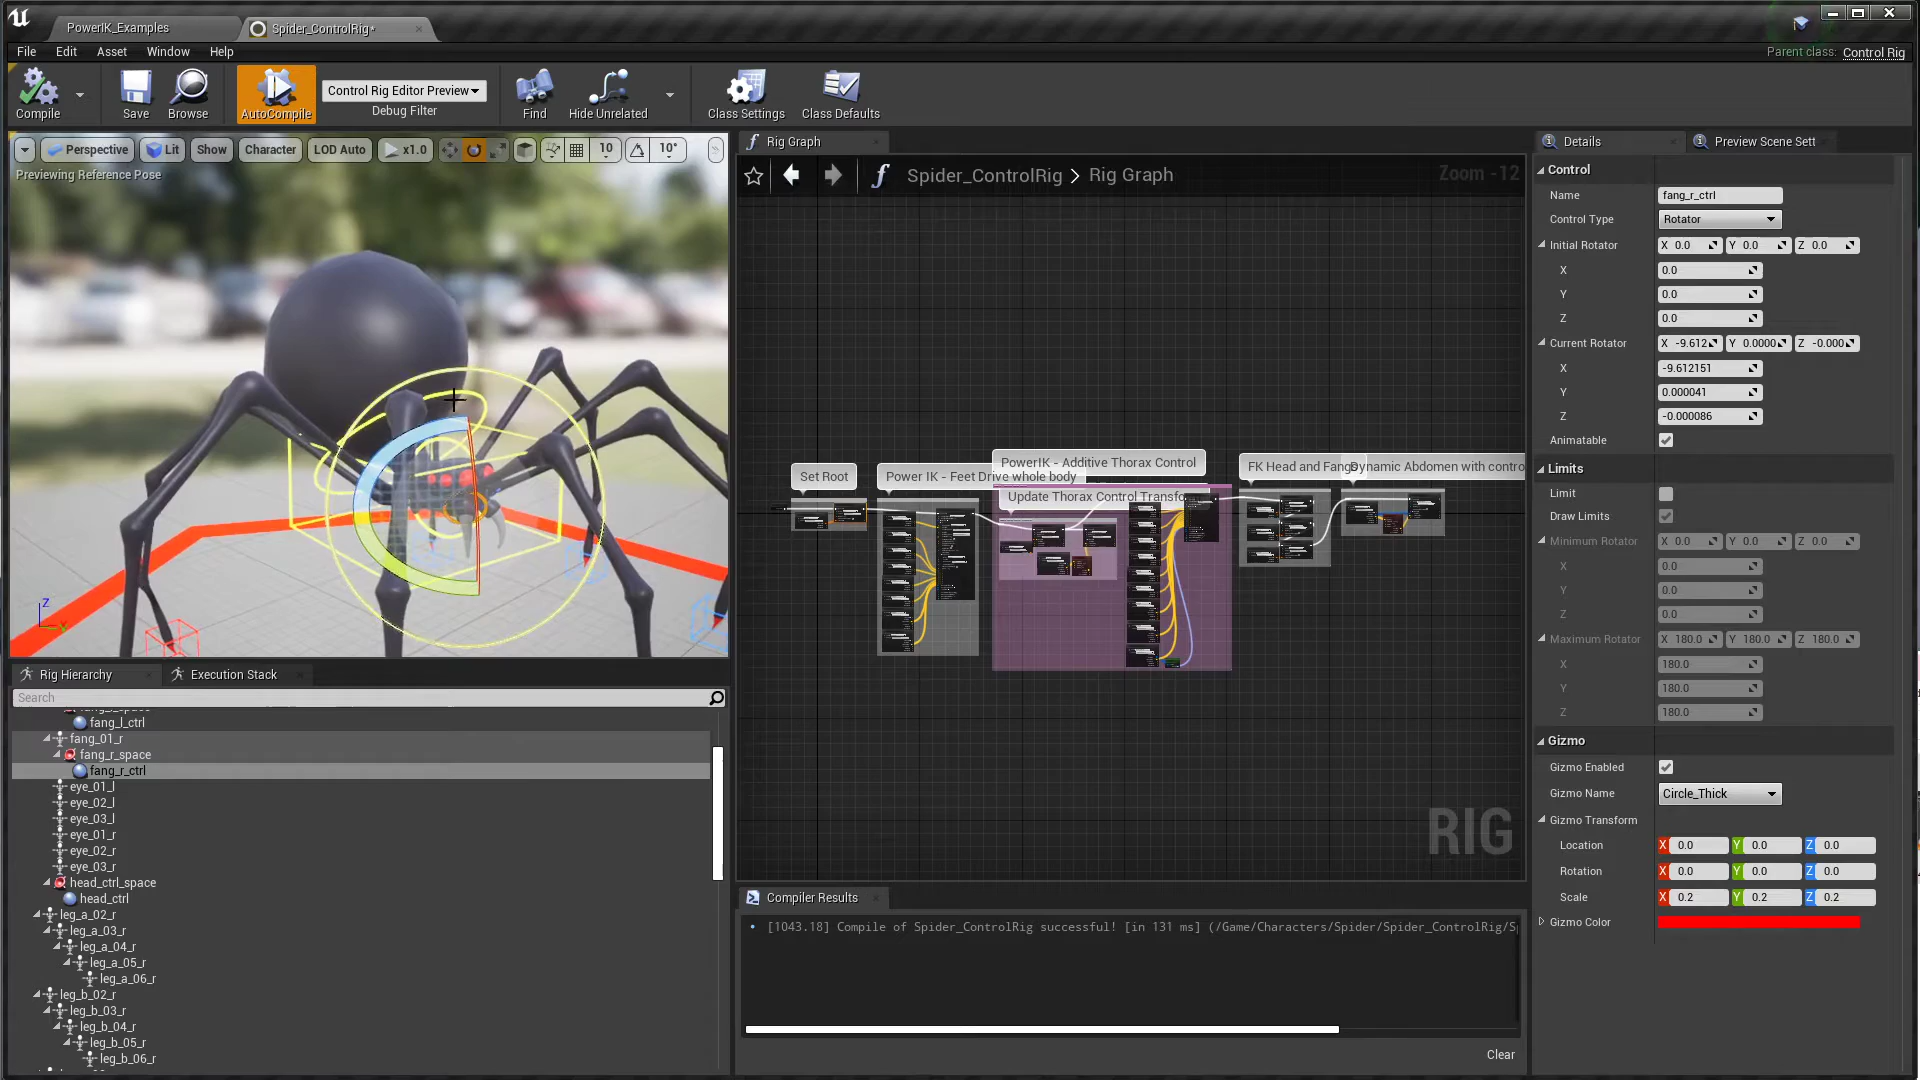 PowerIK_Examples
Spider_ControlRig*
File Edit Asset Window Help
Parent class: Control Rig
Compile
Save
Browse
AutoCompile
Control Rig Editor Preview
Debug Filter
Find
Hide Unrelated
Class Settings
Class Defaults
Perspective
Lit
Show
Character
LOD Auto
x1.0
10
10°
Previewing Reference Pose
Z
Y
Rig Hierarchy
Execution Stack
Search
fang_l_space
fang_l_ctrl
fang_01_r
fang_r_space
fang_r_ctrl
eye_01_l
eye_02_l
eye_03_l
eye_01_r
eye_02_r
eye_03_r
head_ctrl_space
head_ctrl
leg_a_02_r
leg_a_03_r
leg_a_04_r
leg_a_05_r
leg_a_06_r
leg_b_02_r
leg_b_03_r
leg_b_04_r
leg_b_05_r
leg_b_06_r
Rig Graph
Spider_ControlRig > Rig Graph
Zoom -12
Set Root
Power IK - Feet Drive whole body
PowerIK - Additive Thorax Control
Update Thorax Control Transfo
FK Head and Fangs
Dynamic Abdomen with contro
RIG
Compiler Results
[1043.18] Compile of Spider_ControlRig successful! [in 131 ms] (/Game/Characters/Spider/Spider_ControlRig/S
Clear
Details
Preview Scene Sett
Control
Name fang_r_ctrl
Control Type Rotator
Initial Rotator X 0.0 Y 0.0 Z 0.0
X 0.0
Y 0.0
Z 0.0
Current Rotator X -9.612 Y 0.0000 Z -0.000
X -9.612151
Y 0.000041
Z -0.000086
Animatable
Limits
Limit
Draw Limits
Minimum Rotator X 0.0 Y 0.0 Z 0.0
X 0.0
Y 0.0
Z 0.0
Maximum Rotator X 180.0 Y 180.0 Z 180.0
X 180.0
Y 180.0
Z 180.0
Gizmo
Gizmo Enabled
Gizmo Name Circle_Thick
Gizmo Transform
Location X 0.0 Y 0.0 Z 0.0
Rotation X 0.0 Y 0.0 Z 0.0
Scale X 0.2 Y 0.2 Z 0.2
Gizmo Color